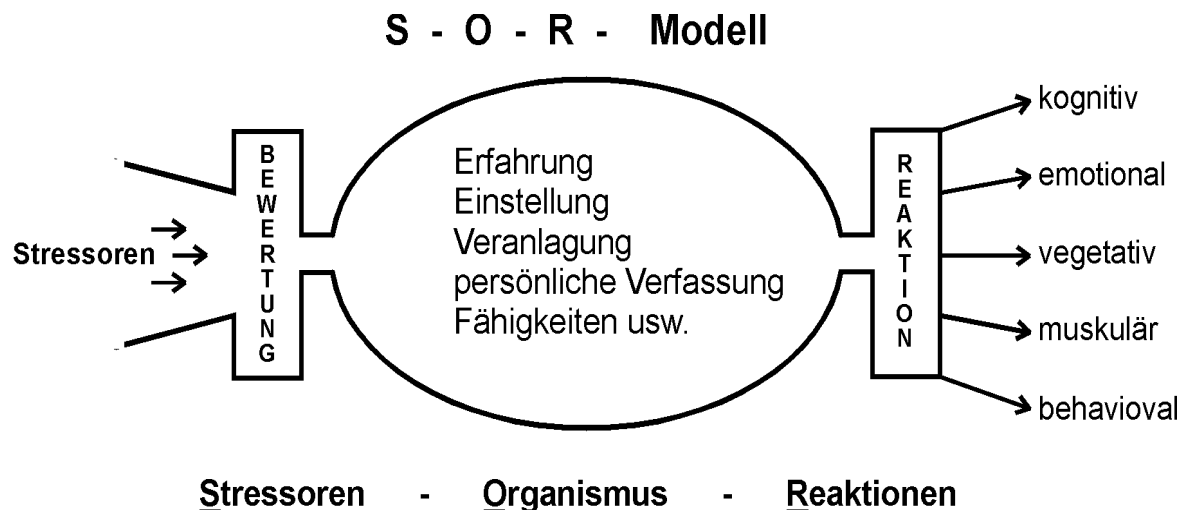 S - O - R - Modell
Stressoren
BEWERTUNG
Erfahrung
Einstellung
Veranlagung
persönliche Verfassung
Fähigkeiten usw.
REAKTION
kognitiv
emotional
vegetativ
muskulär
behavioval
Stressoren - Organismus - Reaktionen